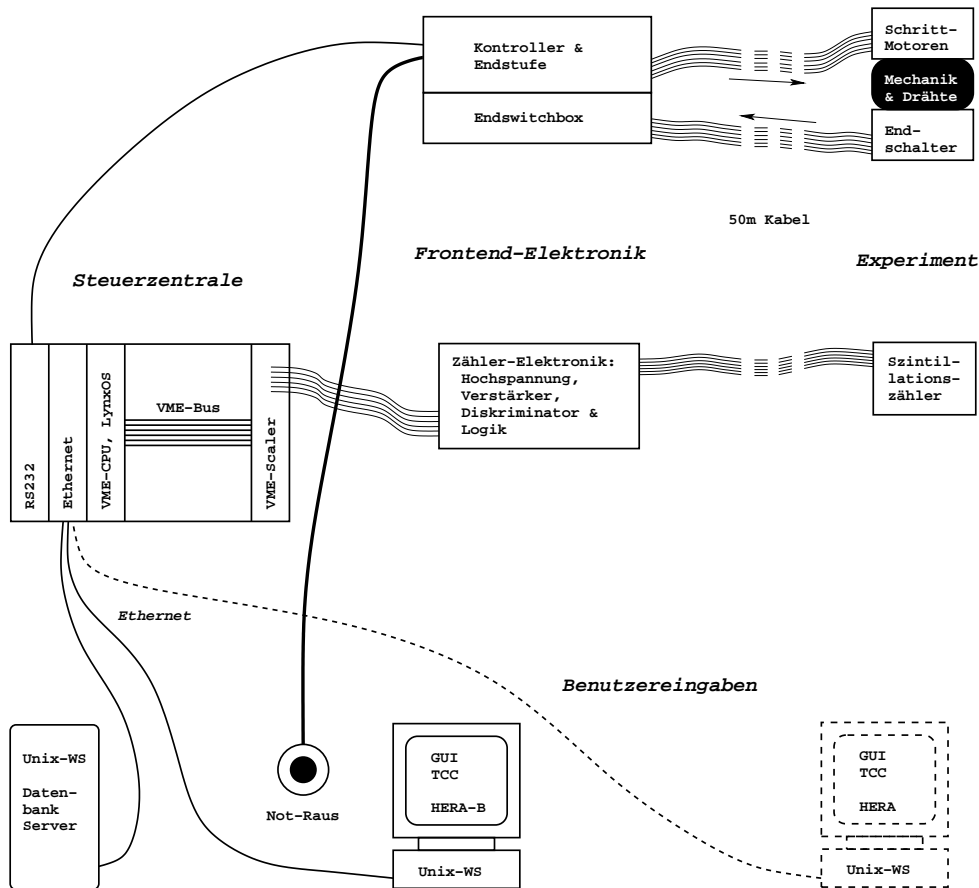 Kontroller &
Endstufe
Endswitchbox
Schritt-
Motoren
Mechanik
& Drähte
End-
schalter
50m Kabel
Steuerzentrale
Frontend-Elektronik
Experiment
RS232
Ethernet
VME-CPU, LynxOS
VME-Bus
VME-Scaler
Zähler-Elektronik:
Hochspannung,
Verstärker,
Diskriminator &
Logik
Szintil-
lations-
zähler
Ethernet
Benutzereingaben
Unix-WS
Daten-
bank
Server
Not-Raus
GUI
TCC
HERA-B
Unix-WS
GUI
TCC
HERA
Unix-WS